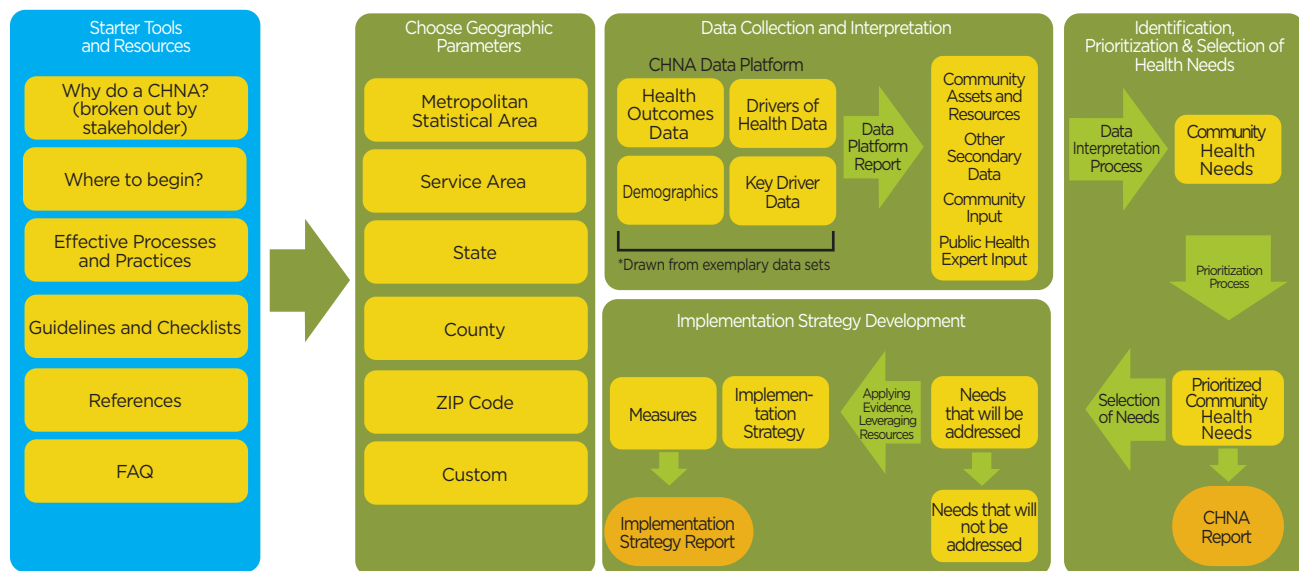 Starter Tools
and Resources
Why do a CHNA?
(broken out by
stakeholder)
Where to begin?
Effective Processes
and Practices
Guidelines and Checklists
References
FAQ
Choose Geographic
Parameters
Metropolitan
Statistical Area
Service Area
State
County
ZIP Code
Custom
Data Collection and Interpretation
CHNA Data Platform
Health
Outcomes
Data
Drivers of
Health Data
Demographics
Key Driver
Data
*Drawn from exemplary data sets
Data
Platform
Report
Community
Assets and
Resources
Other
Secondary
Data
Community
Input
Public Health
Expert Input
Identification,
Prioritization & Selection of
Health Needs
Data
Interpretation
Process
Community
Health
Needs
Prioritization
Process
Prioritized
Community
Health
Needs
Selection
of Needs
CHNA
Report
Implementation Strategy Development
Needs
that will be
addressed
Needs that will
not be
addressed
Applying
Evidence,
Leveraging
Resources
Implemen-
tation
Strategy
Measures
Implementation
Strategy Report